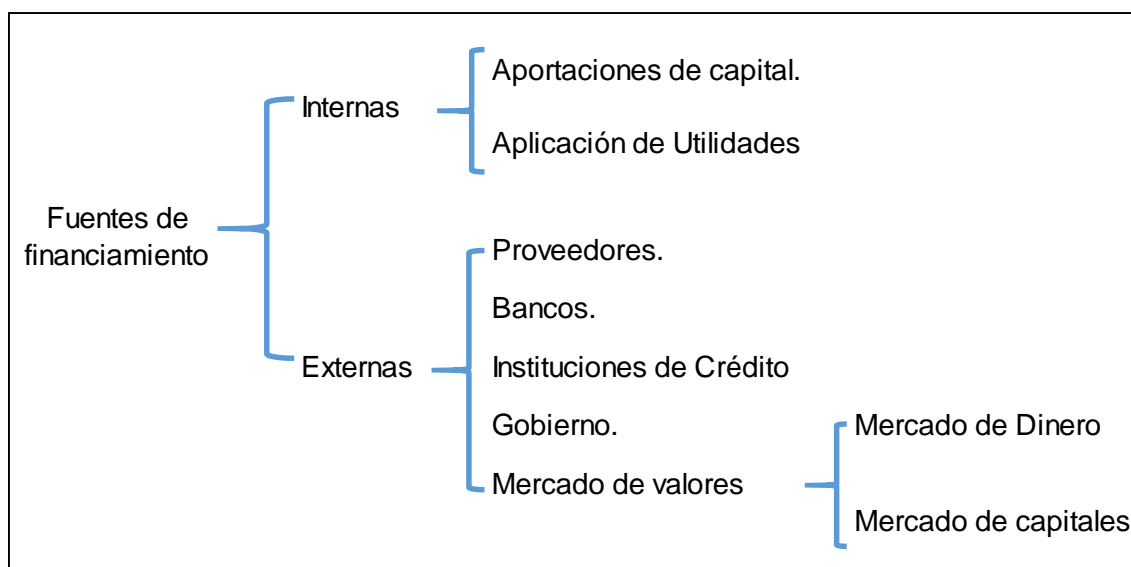 Fuentes de
financiamiento
Internas
Aportaciones de capital.
Aplicación de Utilidades
Externas
Proveedores.
Bancos.
Instituciones de Crédito
Gobierno.
Mercado de valores
Mercado de Dinero
Mercado de capitales